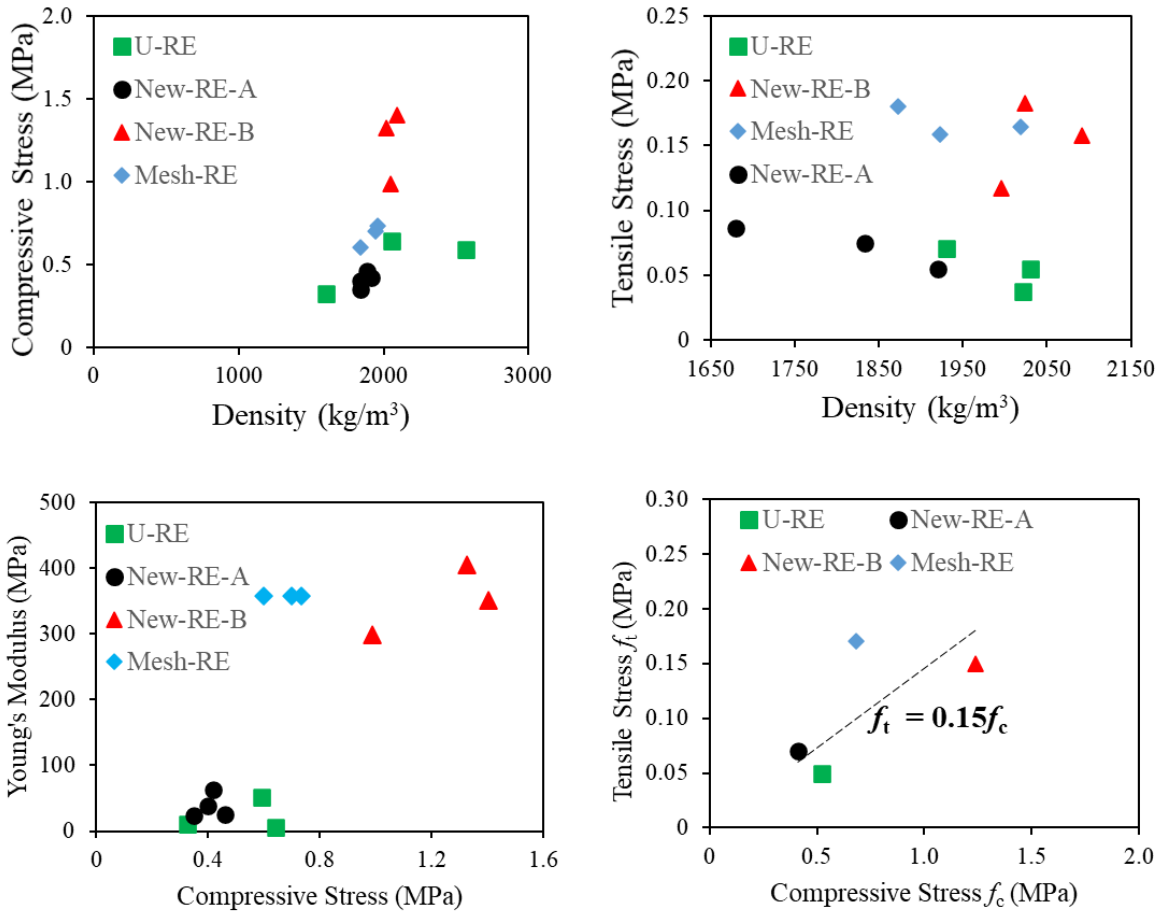 Compressive Stress (MPa)
2.0
1.5
1.0
0.5
0
U-RE
New-RE-A
New-RE-B
Mesh-RE
0
1000
2000
3000
Density (kg/m³)
Tensile Stress (MPa)
0.25
0.20
0.15
0.10
0.05
0
U-RE
New-RE-B
Mesh-RE
New-RE-A
1650
1750
1850
1950
2050
2150
Density (kg/m³)
Young's Modulus (MPa)
500
400
300
200
100
0
U-RE
New-RE-A
New-RE-B
Mesh-RE
0
0.4
0.8
1.2
1.6
Compressive Stress (MPa)
Tensile Stress ft (MPa)
0.30
0.25
0.20
0.15
0.10
0.05
0
U-RE
New-RE-A
New-RE-B
Mesh-RE
ft = 0.15fc
0
0.5
1.0
1.5
2.0
Compressive Stress fc (MPa)